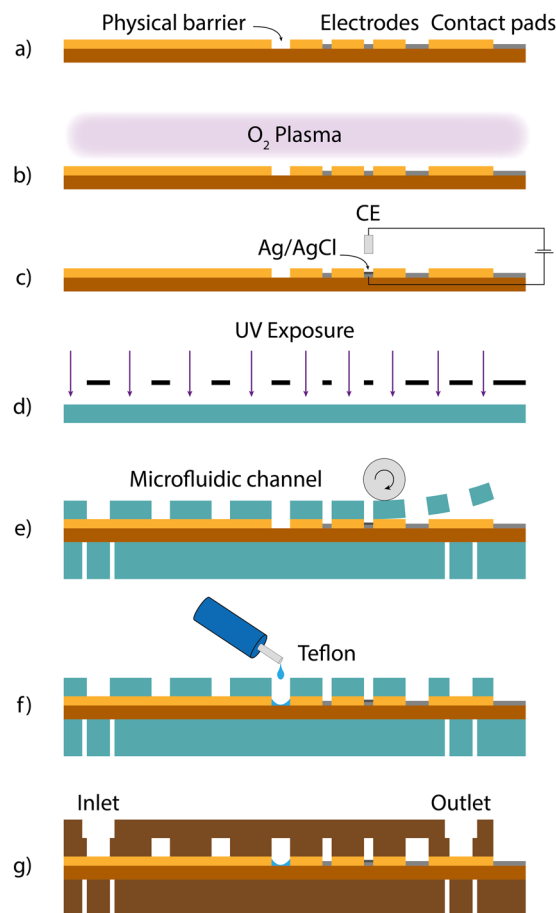 Physical barrier Electrodes Contact pads
a)
O₂ Plasma
b)
CE
Ag/AgCl
c)
UV Exposure
d)
Microfluidic channel
e)
Teflon
f)
Inlet Outlet
g)